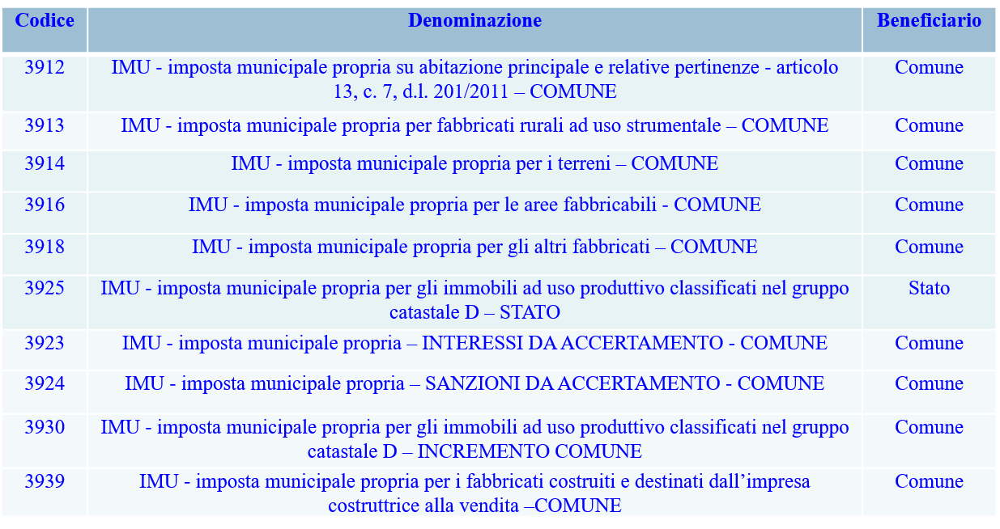 Codice Denominazione Beneficiario
3912 IMU - imposta municipale propria su abitazione principale e relative pertinenze - articolo Comune
13, c. 7, d.l. 201/2011 – COMUNE
3913 IMU - imposta municipale propria per fabbricati rurali ad uso strumentale – COMUNE Comune
3914 IMU - imposta municipale propria per i terreni – COMUNE Comune
3916 IMU - imposta municipale propria per le aree fabbricabili - COMUNE Comune
3918 IMU - imposta municipale propria per gli altri fabbricati – COMUNE Comune
3925 IMU - imposta municipale propria per gli immobili ad uso produttivo classificati nel gruppo Stato
catastale D – STATO
3923 IMU - imposta municipale propria – INTERESSI DA ACCERTAMENTO - COMUNE Comune
3924 IMU - imposta municipale propria – SANZIONI DA ACCERTAMENTO - COMUNE Comune
3930 IMU - imposta municipale propria per gli immobili ad uso produttivo classificati nel gruppo Comune
catastale D – INCREMENTO COMUNE
3939 IMU - imposta municipale propria per i fabbricati costruiti e destinati dall’impresa Comune
costruttrice alla vendita –COMUNE